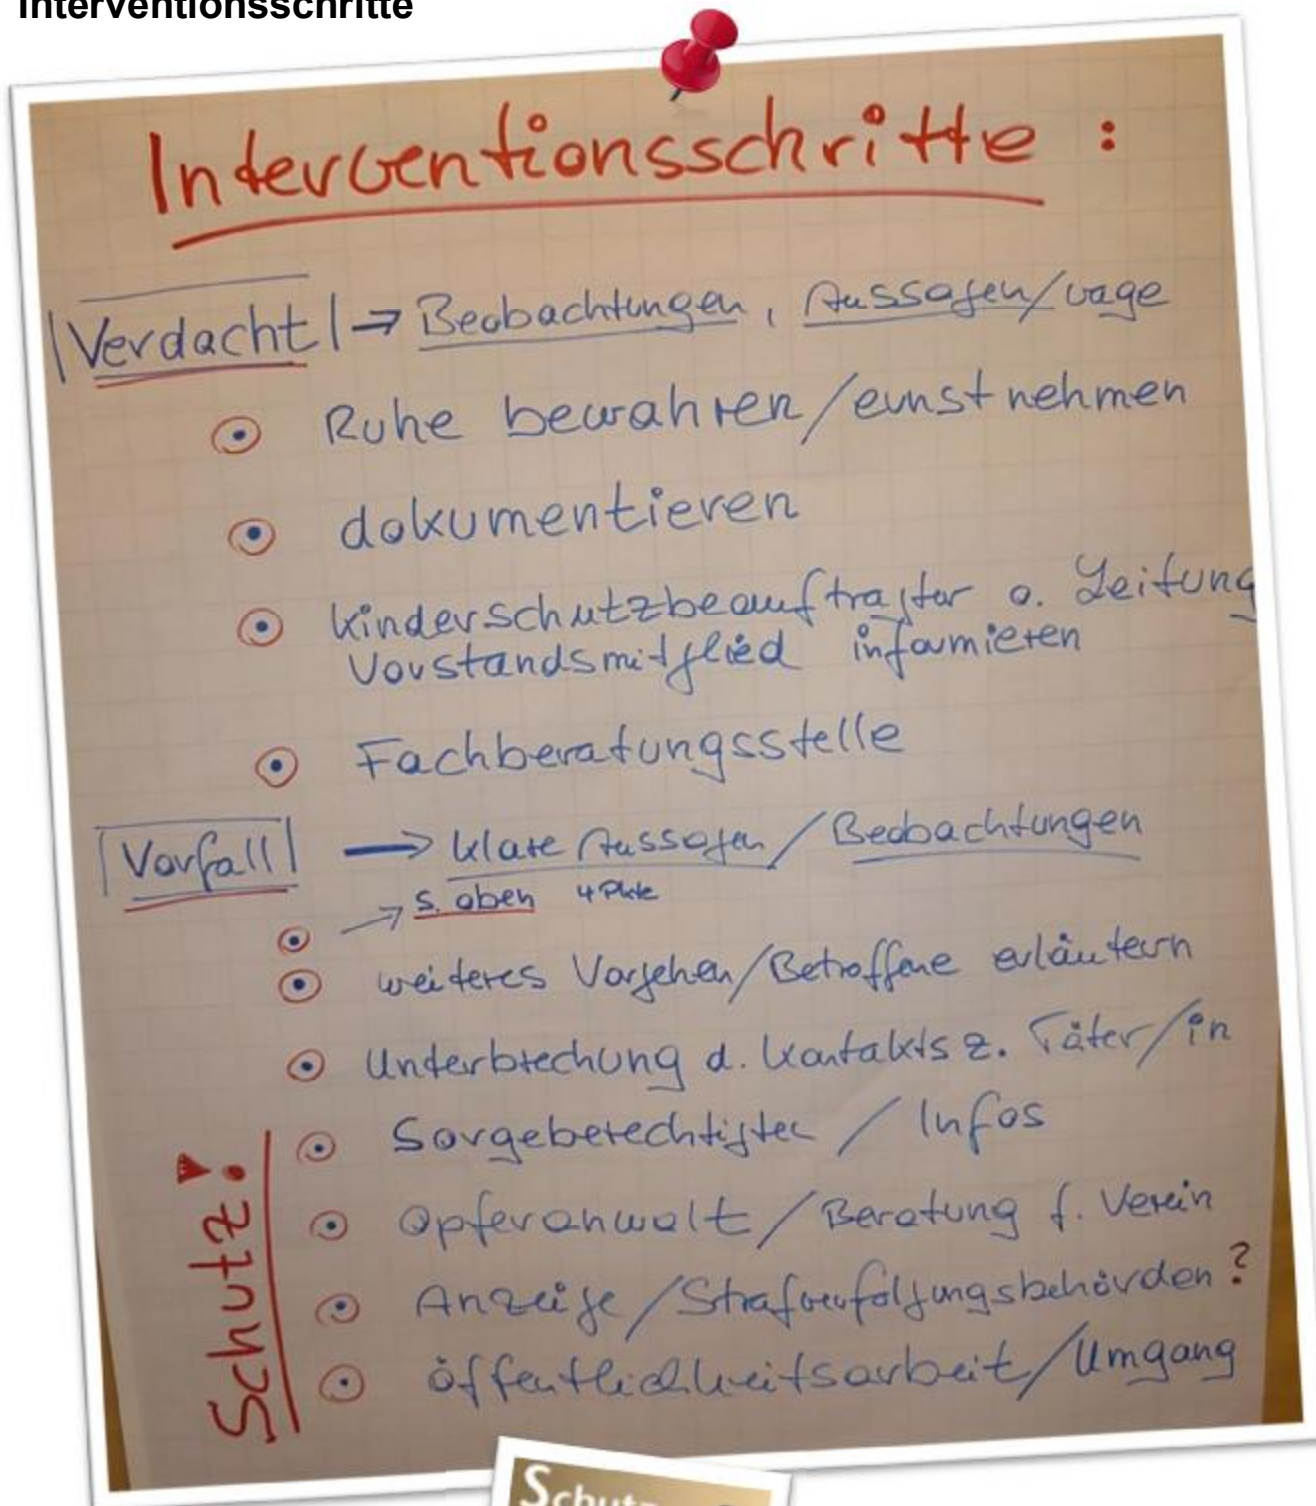 Interventionsschritte
Interventionsschritte :
Verdacht → Beobachtungen, Aussagen/vage
Ruhe bewahren/ernst nehmen
dokumentieren
Kinderschutzbeauftragter o. Leitung
Vorstandsmitglied informieren
Fachberatungsstelle
Vorfall → klare Aussagen / Beobachtungen
→ s. oben 4 Pkte
weiteres Vorgehen/Betroffene erläutern
Unterbrechung d. Kontakts z. Täter/in
Sorgeberechtigten / Infos
Opferanwalt / Beratung f. Verein
Anzeige / Strafverfolgungsbehörden?
öffentlichkeitsarbeit/Umgang
Schutz!
Schutz